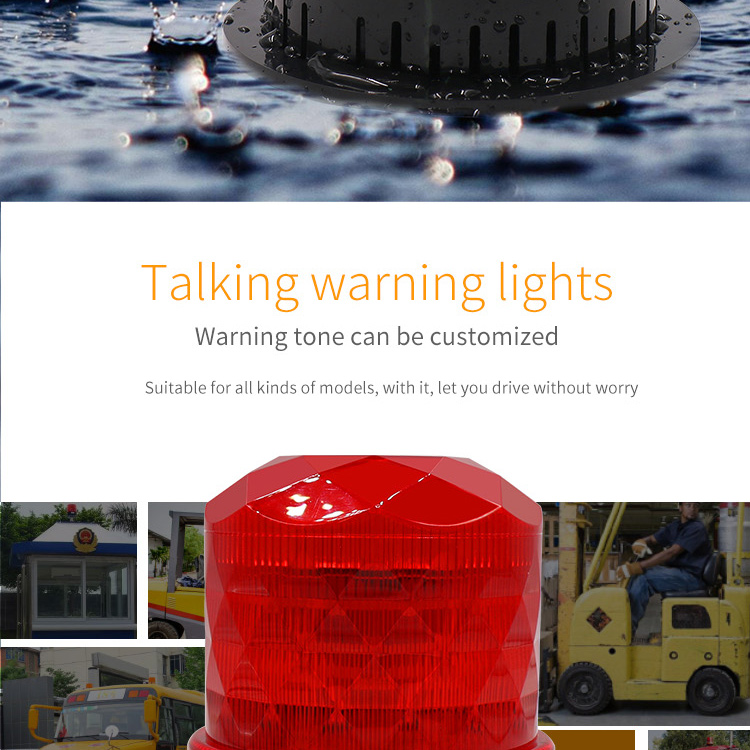 Talking warning lights
Warning tone can be customized
Suitable for all kinds of models, with it, let you drive without worry